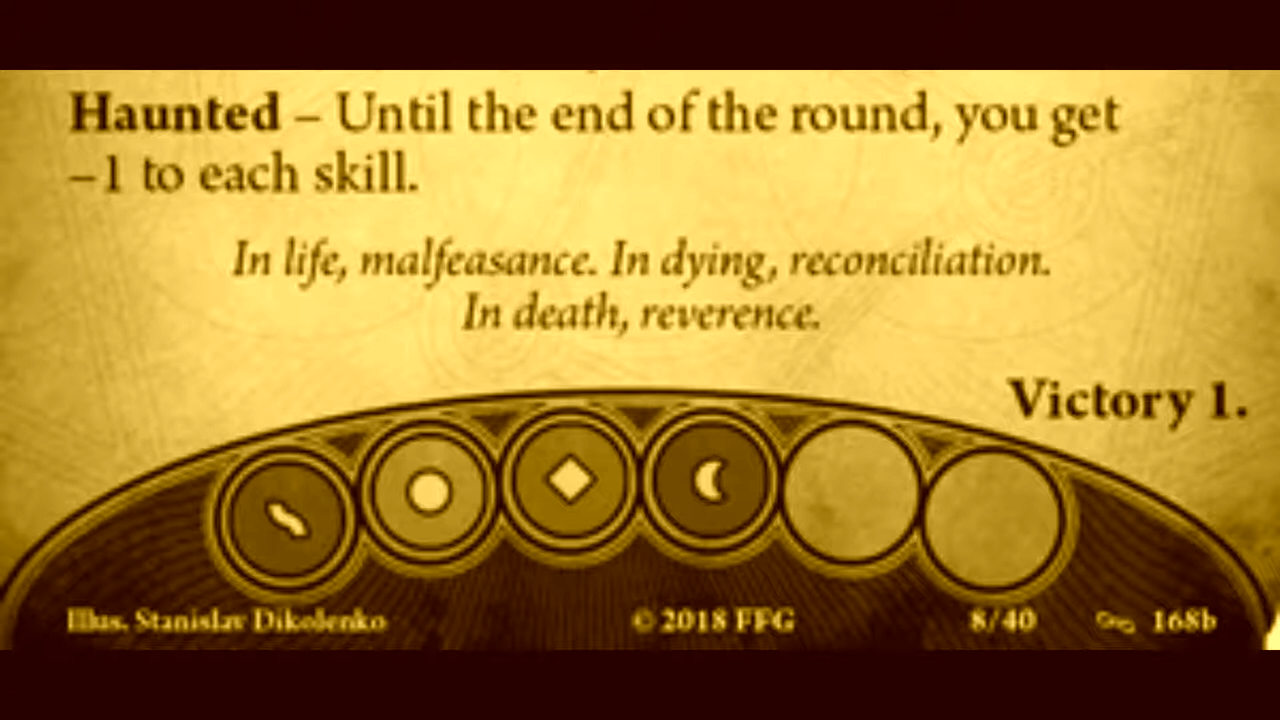 Haunted – Until the end of the round, you get
–1 to each skill.
In life, malfeasance. In dying, reconciliation.
In death, reverence.
Victory 1.
Illus. Stanislav Dikolenko
© 2018 FFG
8/40
168b